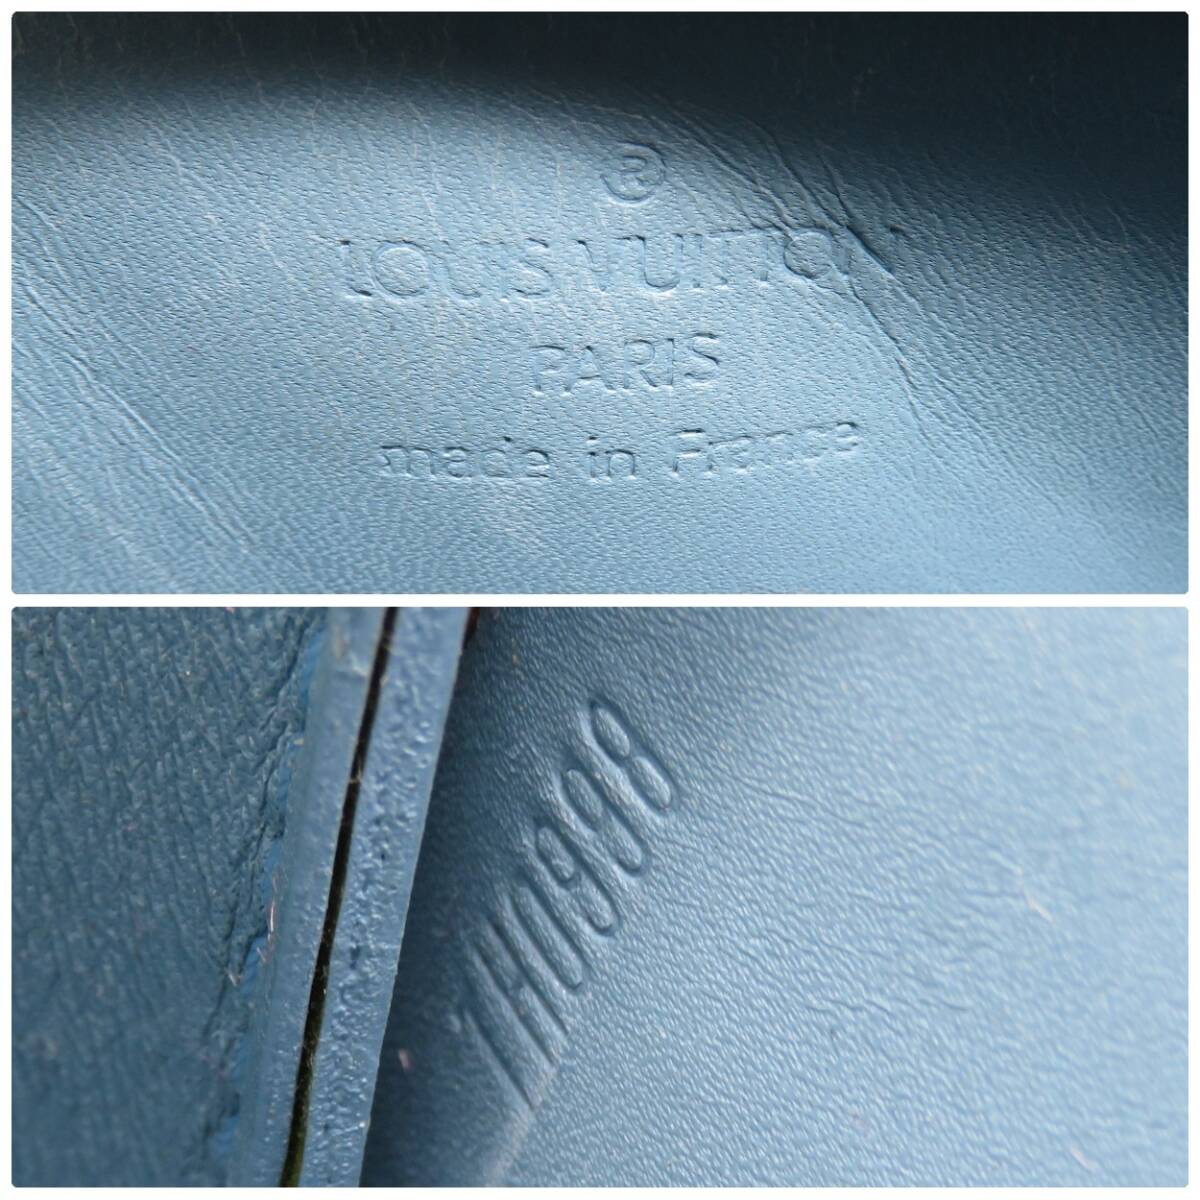 ®
LOUIS VUITTON
PARIS
made in France
TH0998